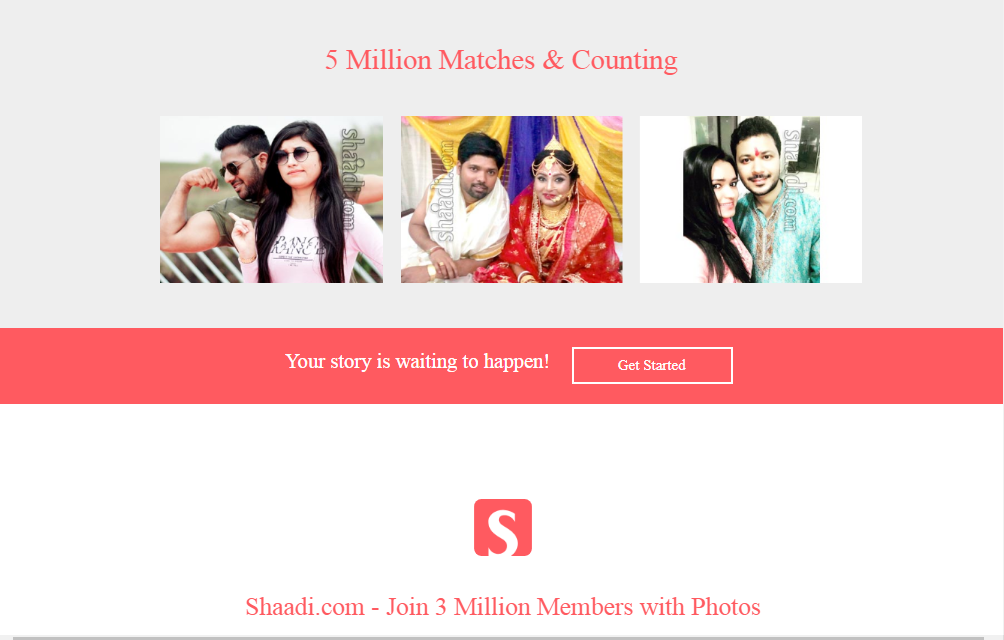 5 Million Matches & Counting
shaadi.com
shaadi.com
shaadi.com
Your story is waiting to happen!
Get Started
S
Shaadi.com - Join 3 Million Members with Photos